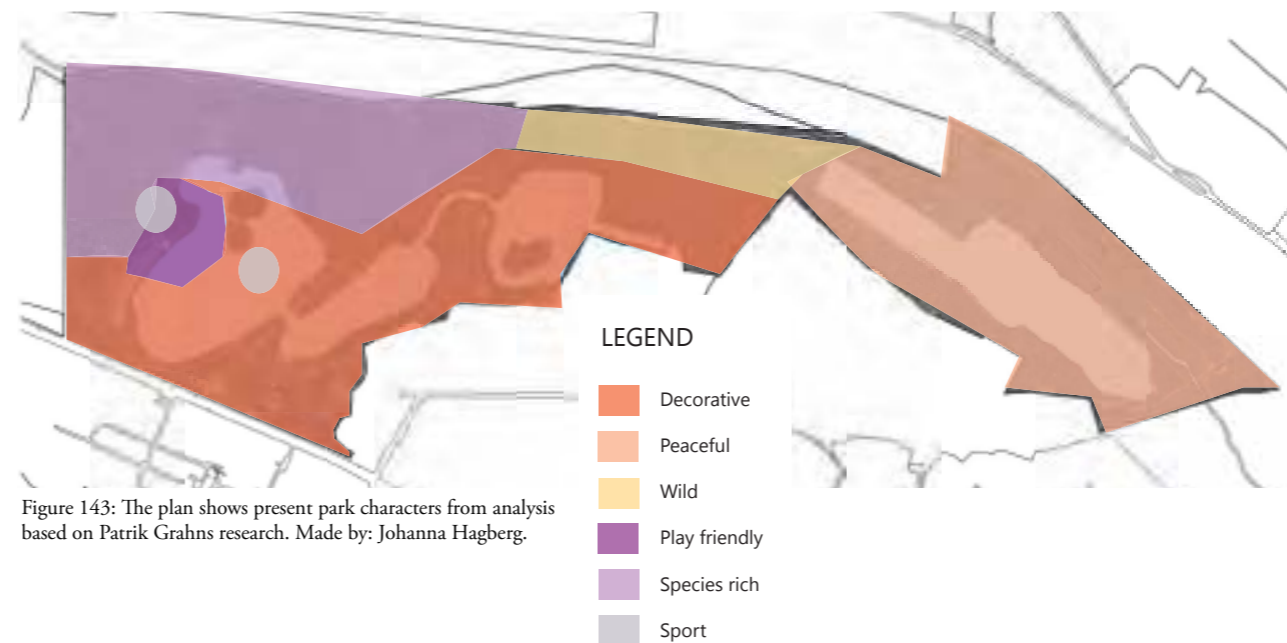 LEGEND
Decorative
Peaceful
Wild
Play friendly
Species rich
Sport
Figure 143: The plan shows present park characters from analysis
based on Patrik Grahns research. Made by: Johanna Hagberg.